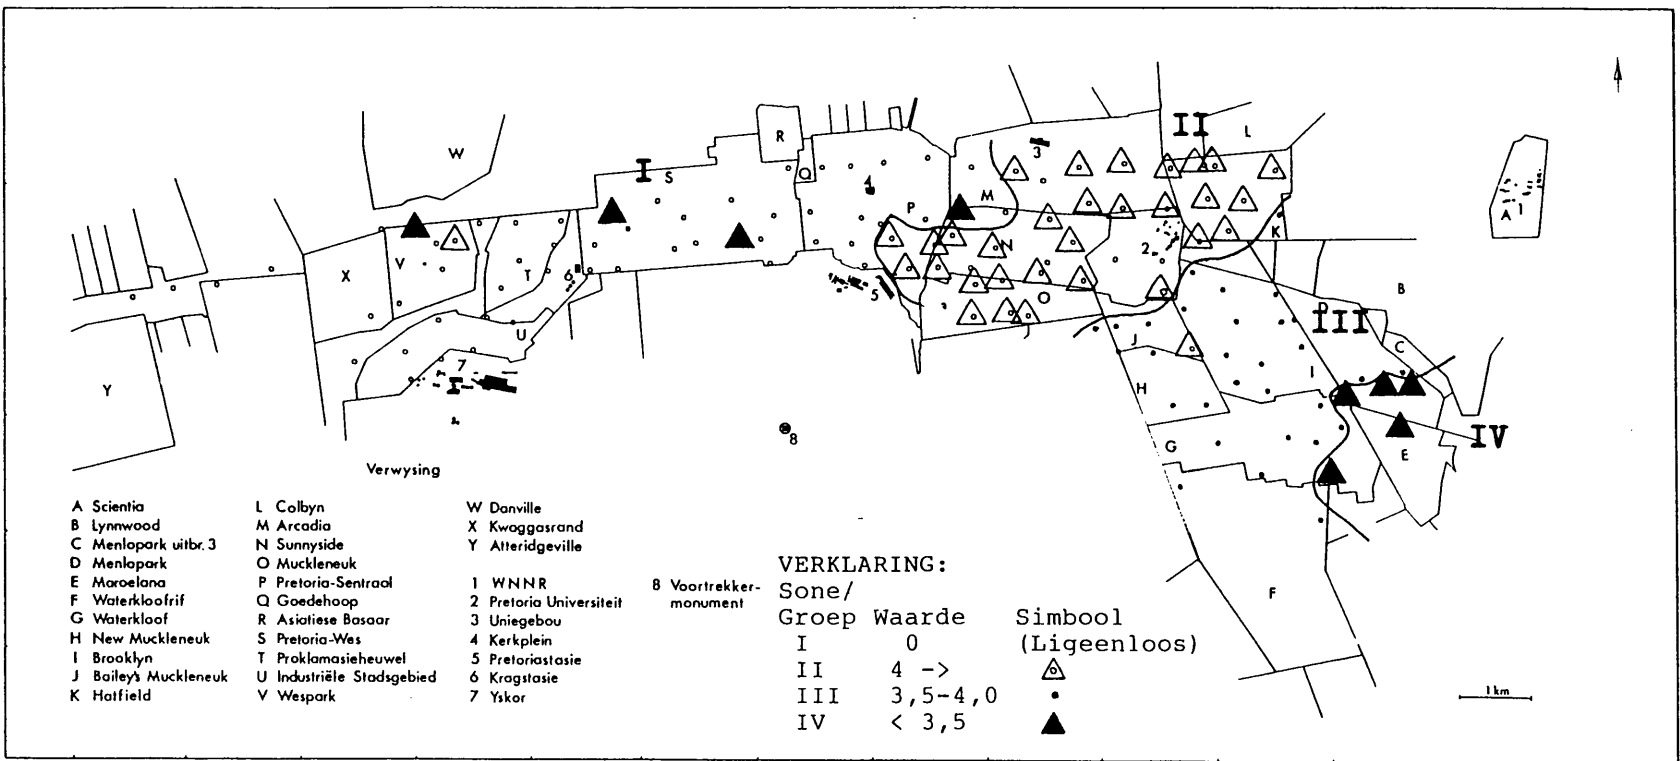 II
L
R
3
W
I
S
Q
4
M
P
A 1
K
N
2
V
X
T
6
O
B
5
D
III
U
J
C
7
I
Y
H
8
G
E
IV
F
Verwysing
A Scientia
B Lynnwood
C Menlopark uitbr. 3
D Menlopark
E Maroelana
F Waterkloofrif
G Waterkloof
H New Muckleneuk
I Brooklyn
J Bailey's Muckleneuk
K Hatfield
L Colbyn
M Arcadia
N Sunnyside
O Muckleneuk
P Pretoria-Sentraal
Q Goedehoop
R Asiatiese Basaar
S Pretoria-Wes
T Proklamasieheuwel
U Industriële Stadsgebied
V Wespark
W Danville
X Kwaggasrand
Y Atteridgeville
1 WNNR
2 Pretoria Universiteit
3 Uniegebou
4 Kerkplein
5 Pretoriastasie
6 Kragstasie
7 Yskor
8 Voortrekker-
monument
VERKLARING:
Sone/
Groep Waarde Simbool
I 0 (Ligeenloos)
II 4 ->
III 3,5-4,0
IV < 3,5
1 km